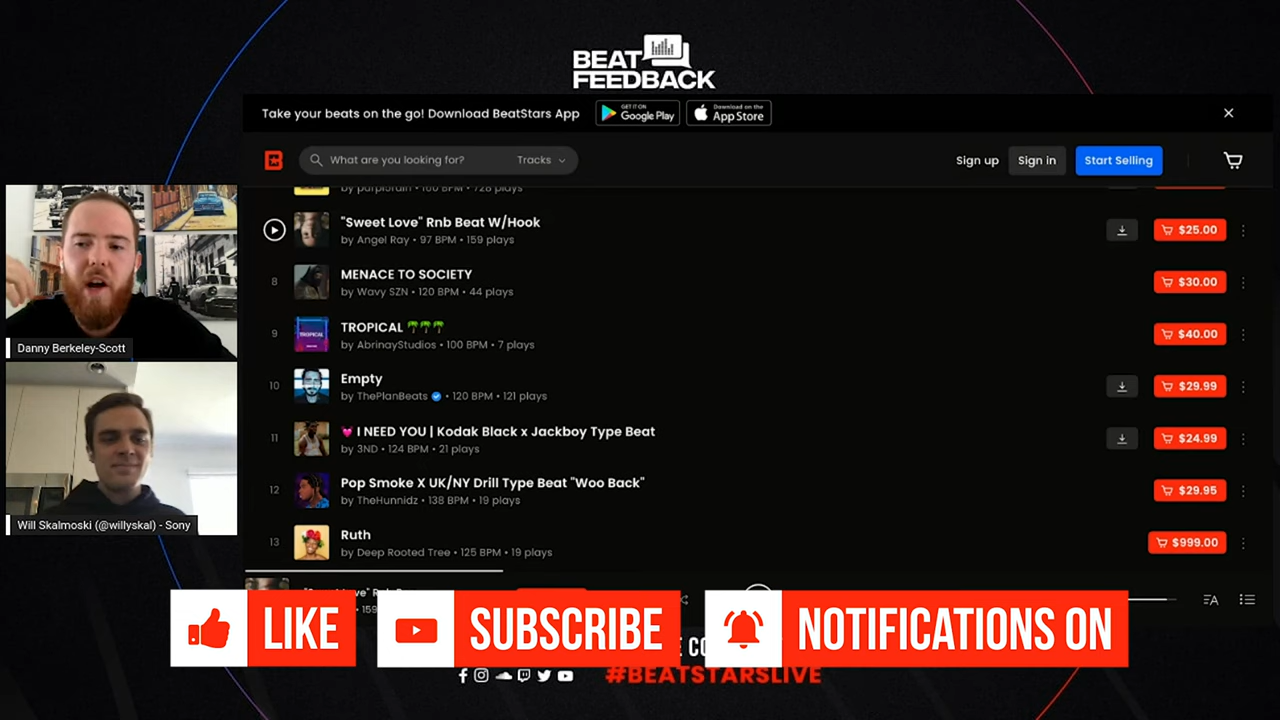 BEAT
FEEDBACK
Take your beats on the go! Download BeatStars App
GET IT ON
Google Play
Download on the
App Store
What are you looking for?
Tracks
Sign up
Sign in
Start Selling
by purplbrain • 100 BPM • 728 plays
"Sweet Love" Rnb Beat W/Hook
by Angel Ray • 97 BPM • 159 plays
$25.00
8
MENACE TO SOCIETY
by Wavy SZN • 120 BPM • 44 plays
$30.00
9
TROPICAL
TROPICAL 🌴🌴🌴
by AbrinayStudios • 100 BPM • 7 plays
$40.00
10
Empty
by ThePlanBeats • 120 BPM • 121 plays
$29.99
11
💓 I NEED YOU | Kodak Black x Jackboy Type Beat
by 3ND • 124 BPM • 21 plays
$24.99
12
Pop Smoke X UK/NY Drill Type Beat "Woo Back"
by TheHunnidz • 138 BPM • 19 plays
$29.95
13
Ruth
by Deep Rooted Tree • 125 BPM • 19 plays
$999.00
Danny Berkeley-Scott
Will Skalmoski (@willyskal) - Sony
LIKE
SUBSCRIBE
NOTIFICATIONS ON
#BEATSTARSLIVE